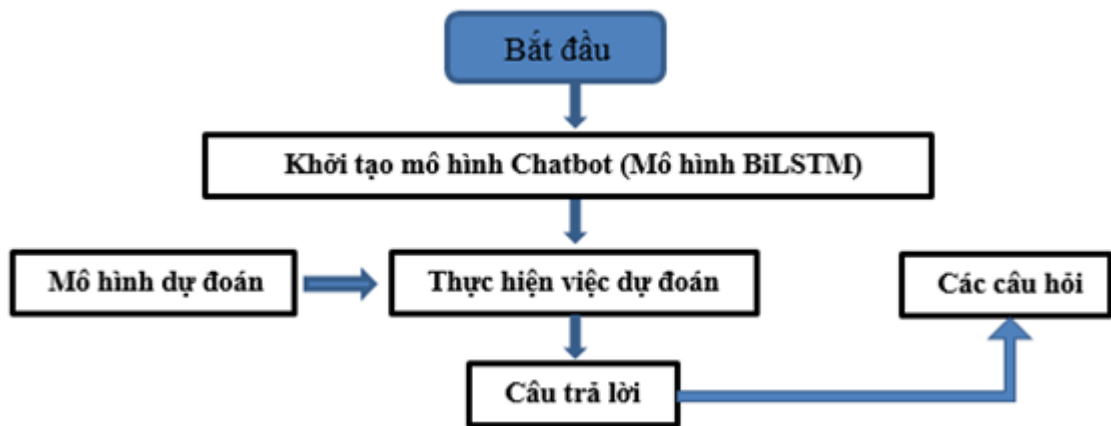 Bắt đầu
Khởi tạo mô hình Chatbot (Mô hình BiLSTM)
Mô hình dự đoán
Thực hiện việc dự đoán
Các câu hỏi
Câu trả lời